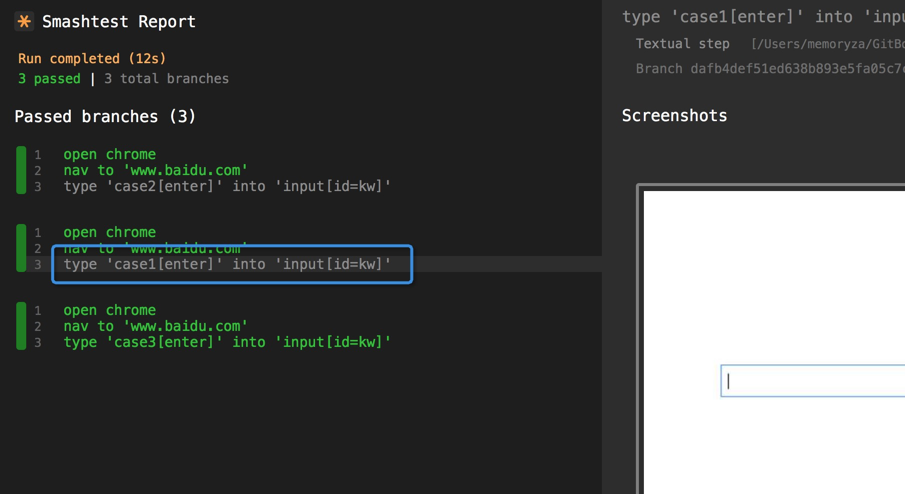 Smashtest Report
Run completed (12s)
3 passed | 3 total branches
Passed branches (3)
1 open chrome
2 nav to 'www.baidu.com'
3 type 'case2[enter]' into 'input[id=kw]'
1 open chrome
2 nav to 'www.baidu.com'
3 type 'case1[enter]' into 'input[id=kw]'
1 open chrome
2 nav to 'www.baidu.com'
3 type 'case3[enter]' into 'input[id=kw]'
type 'case1[enter]' into 'inpu
Textual step [/Users/memoryza/GitBo
Branch dafb4def51ed638b893e5fa05c7
Screenshots